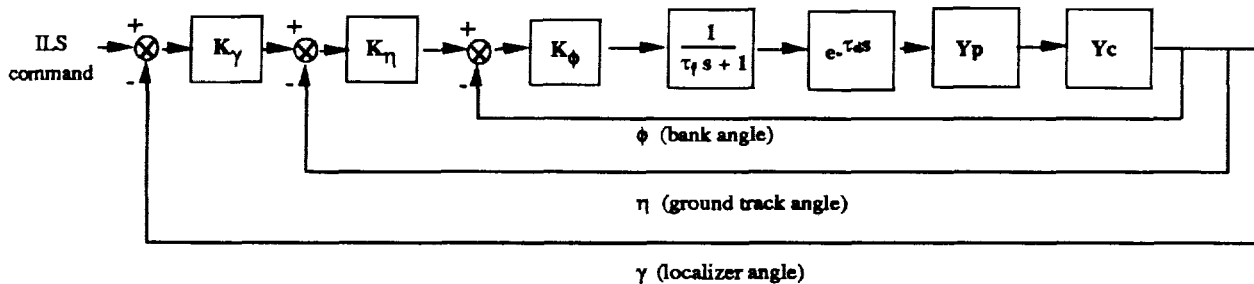 ILS
command
+
-
Kγ
+
-
Kη
+
-
Kϕ
1
τf s + 1
e-τds
Yp
Yc
ϕ (bank angle)
η (ground track angle)
γ (localizer angle)